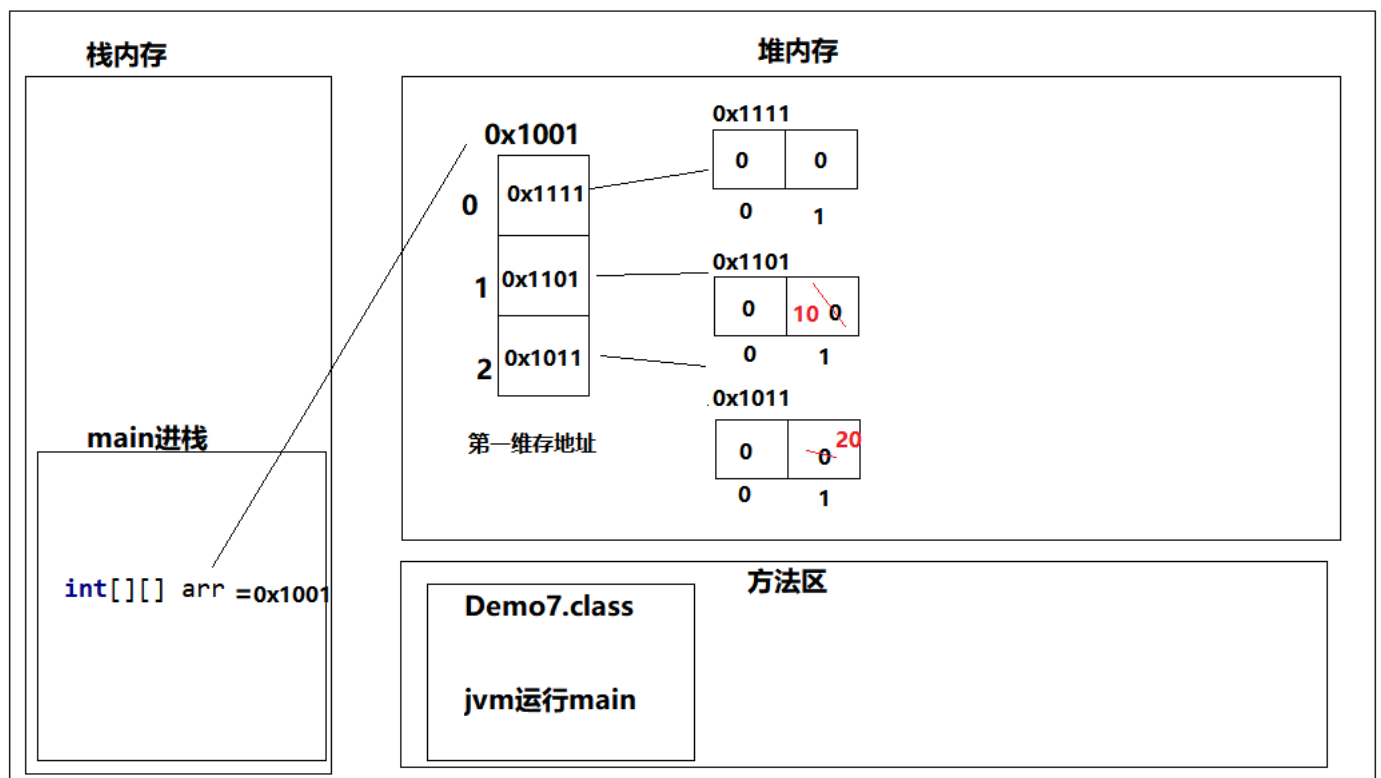 栈内存
堆内存
0x1001
0 0x1111
1 0x1101
2 0x1011
第一维存地址
0x1111
0 0
0 1
0x1101
0 10 0
0 1
0x1011
0 0 20
0 1
main进栈
int[][] arr =0x1001
方法区
Demo7.class
jvm运行main